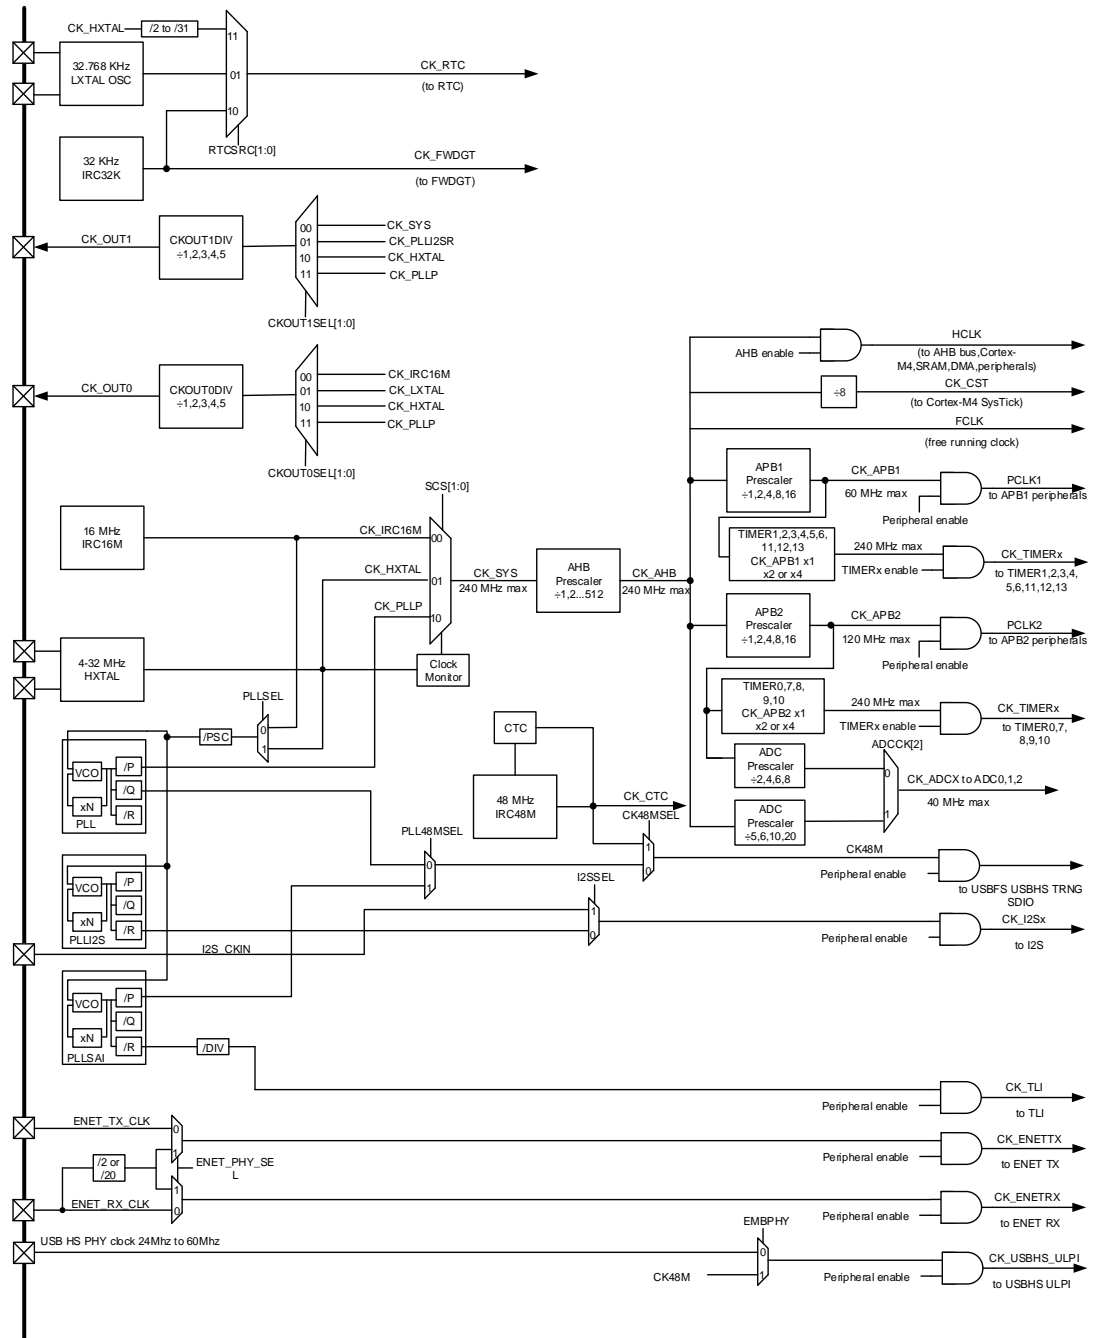 CK_HXTAL
/2 to /31
11
32.768 KHz
LXTAL OSC
01
CK_RTC
(to RTC)
10
RTCSRC[1:0]
32 KHz
IRC32K
CK_FWDGT
(to FWDGT)
CK_OUT1
CKOUT1DIV
÷1,2,3,4,5
00
01
10
11
CK_SYS
CK_PLLI2SR
CK_HXTAL
CK_PLLP
CKOUT1SEL[1:0]
CK_OUT0
CKOUT0DIV
÷1,2,3,4,5
00
01
10
11
CK_IRC16M
CK_LXTAL
CK_HXTAL
CK_PLLP
CKOUT0SEL[1:0]
AHB enable
HCLK
(to AHB bus,Cortex-
M4,SRAM,DMA,peripherals)
÷8
CK_CST
(to Cortex-M4 SysTick)
FCLK
(free running clock)
SCS[1:0]
16 MHz
IRC16M
CK_IRC16M
00
CK_HXTAL
01
CK_PLLP
10
CK_SYS
240 MHz max
AHB
Prescaler
÷1,2...512
CK_AHB
240 MHz max
Clock
Monitor
4-32 MHz
HXTAL
APB1
Prescaler
÷1,2,4,8,16
CK_APB1
60 MHz max
Peripheral enable
PCLK1
to APB1 peripherals
TIMER1,2,3,4,5,6,
11,12,13
CK_APB1 x1
x2 or x4
240 MHz max
TIMERx enable
CK_TIMERx
to TIMER1,2,3,4,
5,6,11,12,13
APB2
Prescaler
÷1,2,4,8,16
CK_APB2
120 MHz max
Peripheral enable
PCLK2
to APB2 peripherals
TIMER0,7,8,
9,10
CK_APB2 x1
x2 or x4
240 MHz max
TIMERx enable
CK_TIMERx
to TIMER0,7,
8,9,10
ADC
Prescaler
÷2,4,6,8
ADCCK[2]
0
1
CK_ADCX to ADC0,1,2
40 MHz max
ADC
Prescaler
÷5,6,10,20
PLLSEL
0
1
/PSC
VCO
xN
/P
/Q
/R
PLL
CTC
48 MHz
IRC48M
CK_CTC
CK48MSEL
1
0
PLL48MSEL
0
1
CK48M
Peripheral enable
to USBFS USBHS TRNG
SDIO
VCO
xN
/P
/Q
/R
PLLI2S
I2SSEL
1
0
I2S_CKIN
Peripheral enable
CK_I2Sx
to I2S
VCO
xN
/P
/Q
/R
PLLSAI
/DIV
Peripheral enable
CK_TLI
to TLI
ENET_TX_CLK
0
1
/2 or
/20
ENET_PHY_SE
L
Peripheral enable
CK_ENETTX
to ENET TX
ENET_RX_CLK
1
0
Peripheral enable
CK_ENETRX
to ENET RX
USB HS PHY clock 24Mhz to 60Mhz
EMBPHY
0
1
CK48M
Peripheral enable
CK_USBHS_ULPI
to USBHS ULPI